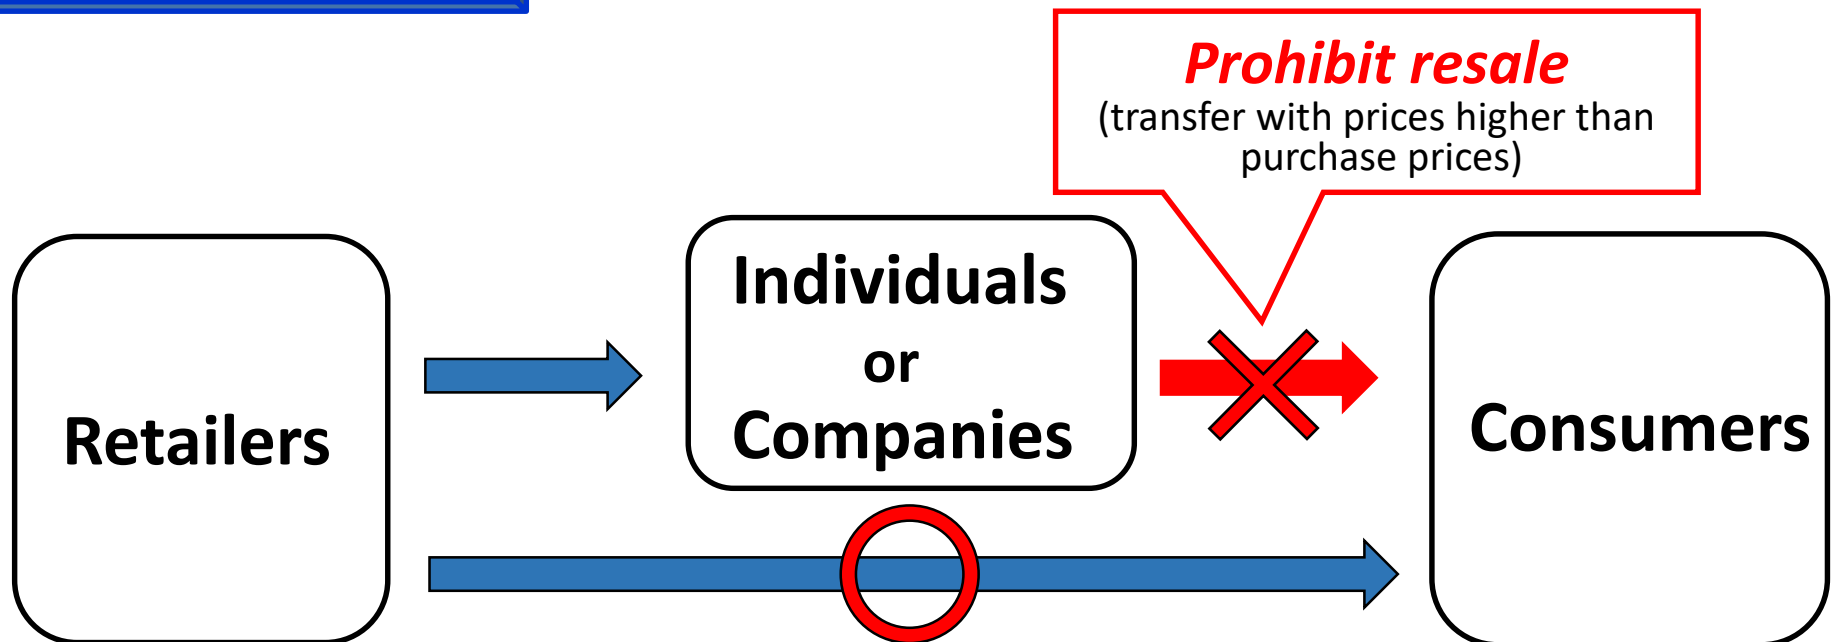 Prohibit resale
(transfer with prices higher than
purchase prices)
Retailers
Individuals
or
Companies
Consumers